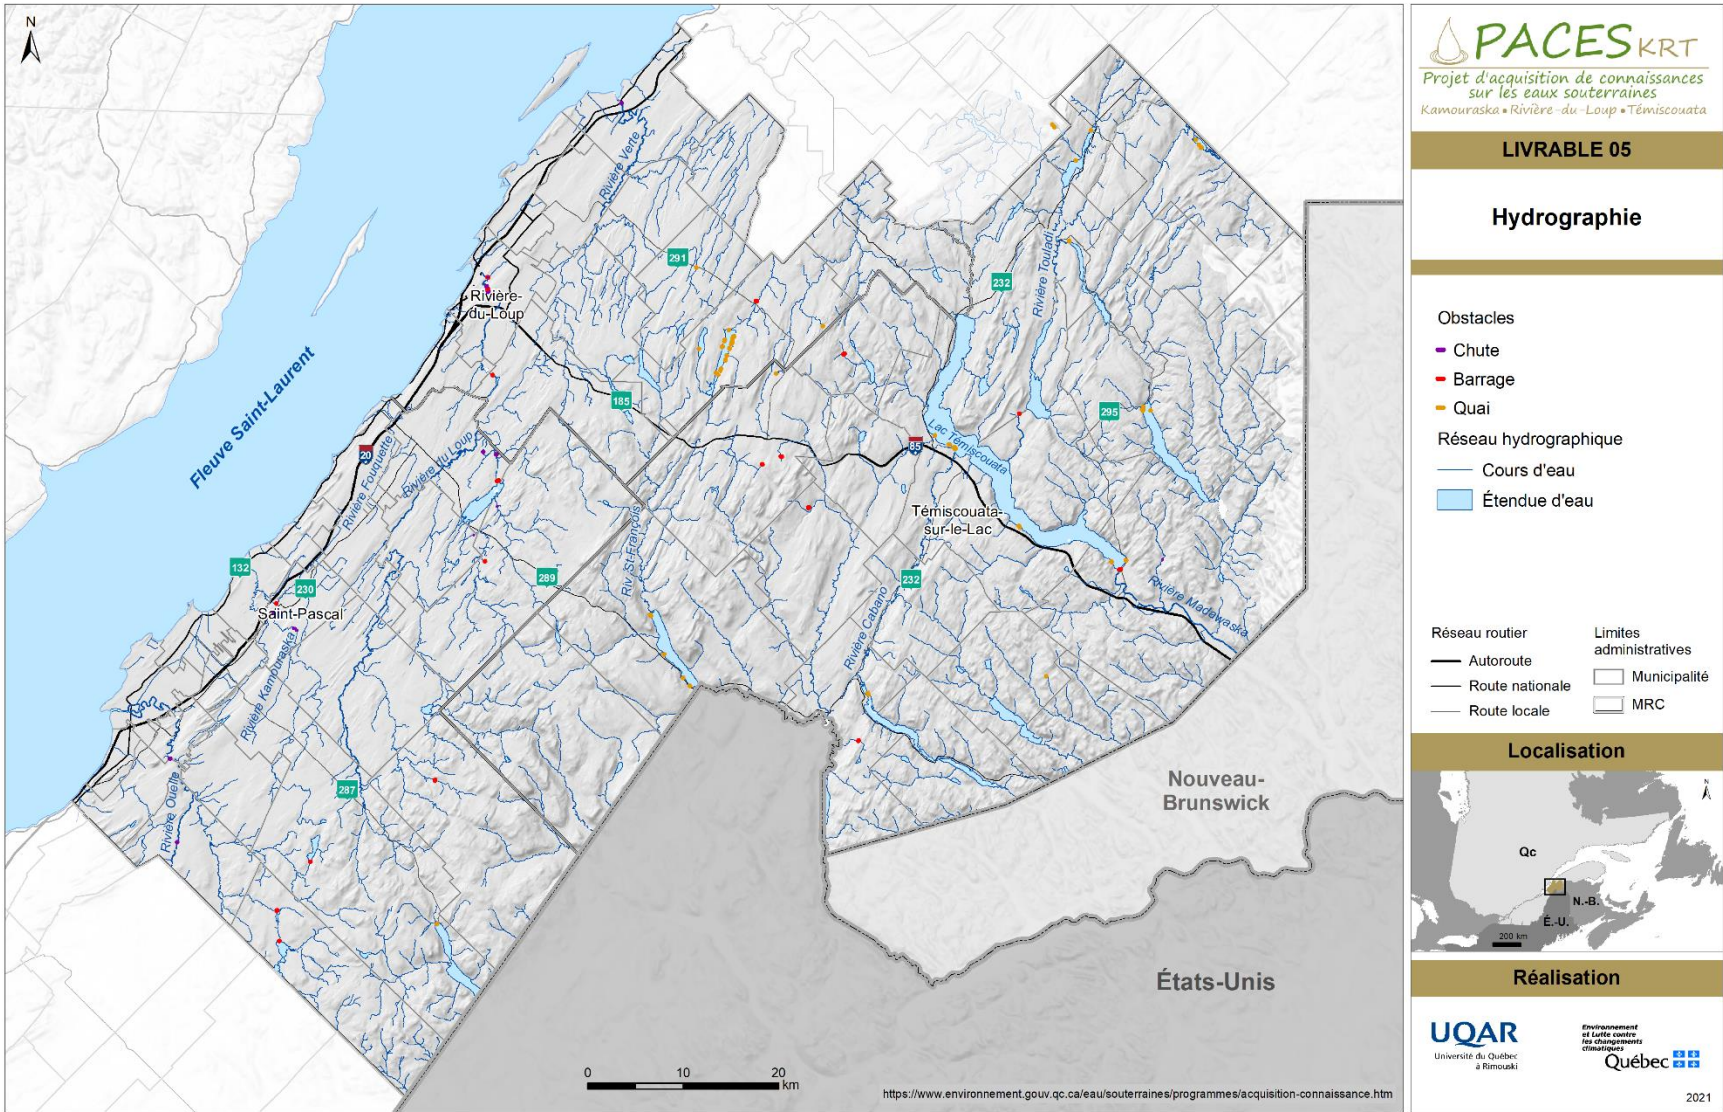 N
Rivière Verte
291
232
Rivière Touladi
Rivière-
du-Loup
Fleuve Saint-Laurent
185
295
20
Rivière Fouquette
Rivière du Loup
85
Lac Témiscouata
Témiscouata-
sur-le-Lac
Riv. St-François
132
230
289
232
Saint-Pascal
Rivière Kamouraska
Rivière Cabano
Rivière Madawaska
Rivière Ouelle
287
Nouveau-
Brunswick
États-Unis
0 10 20
km
https://www.environnement.gouv.qc.ca/eau/souterraines/programmes/acquisition-connaissance.htm
PACES KRT
Projet d'acquisition de connaissances
sur les eaux souterraines
Kamouraska • Rivière-du-Loup • Témiscouata
LIVRABLE 05
Hydrographie
Obstacles
Chute
Barrage
Quai
Réseau hydrographique
Cours d'eau
Étendue d'eau
Réseau routier
Autoroute
Route nationale
Route locale
Limites
administratives
Municipalité
MRC
Localisation
N
Qc
N.-B.
É.-U.
200 km
Réalisation
UQAR
Université du Québec
à Rimouski
Environnement
et Lutte contre
les changements
climatiques
Québec
2021